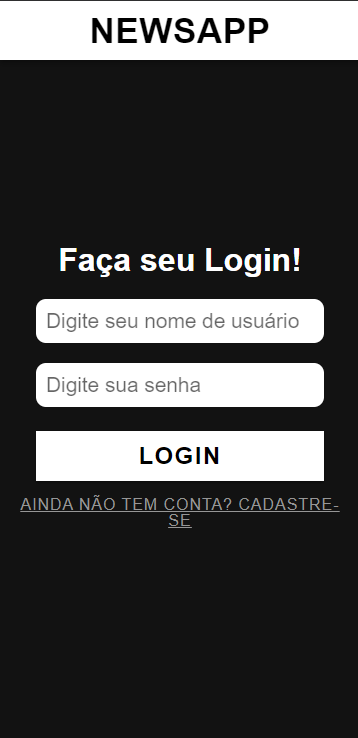 NEWSAPP
Faça seu Login!
Digite seu nome de usuário
Digite sua senha
LOGIN
AINDA NÃO TEM CONTA? CADASTRE-
SE